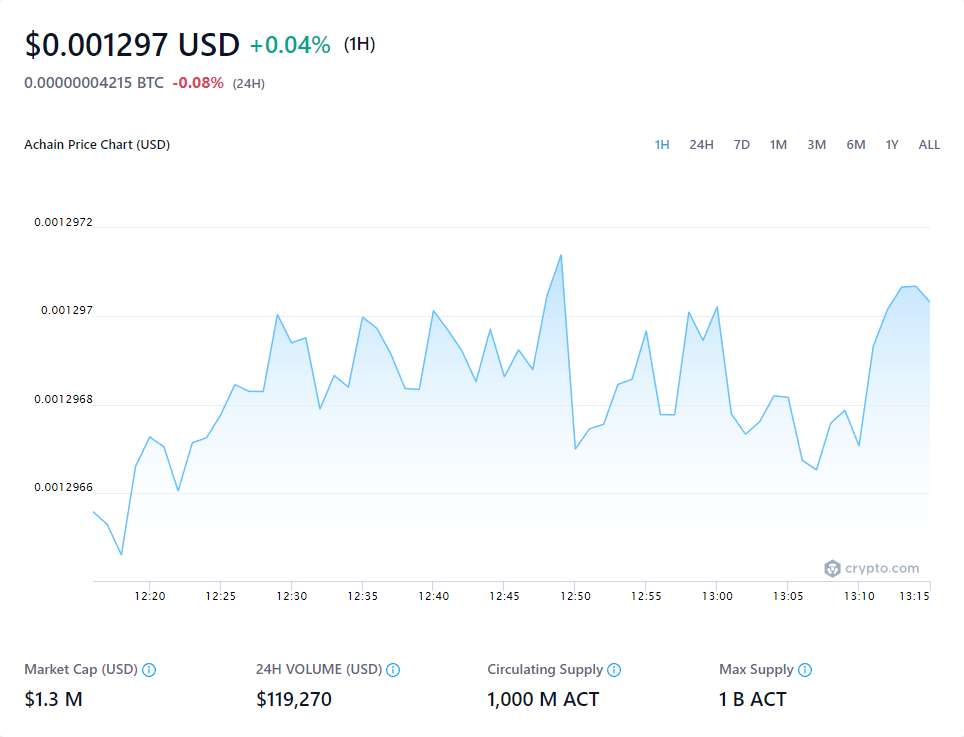 $0.001297 USD +0.04% (1H)
0.00000004215 BTC -0.08% (24H)
Achain Price Chart (USD) 1H 24H 7D 1M 3M 6M 1Y ALL
0.0012972
0.001297
0.0012968
0.0012966
crypto.com
12:20 12:25 12:30 12:35 12:40 12:45 12:50 12:55 13:00 13:05 13:10 13:15
Market Cap (USD) 24H VOLUME (USD) Circulating Supply Max Supply
$1.3 M $119,270 1,000 M ACT 1 B ACT